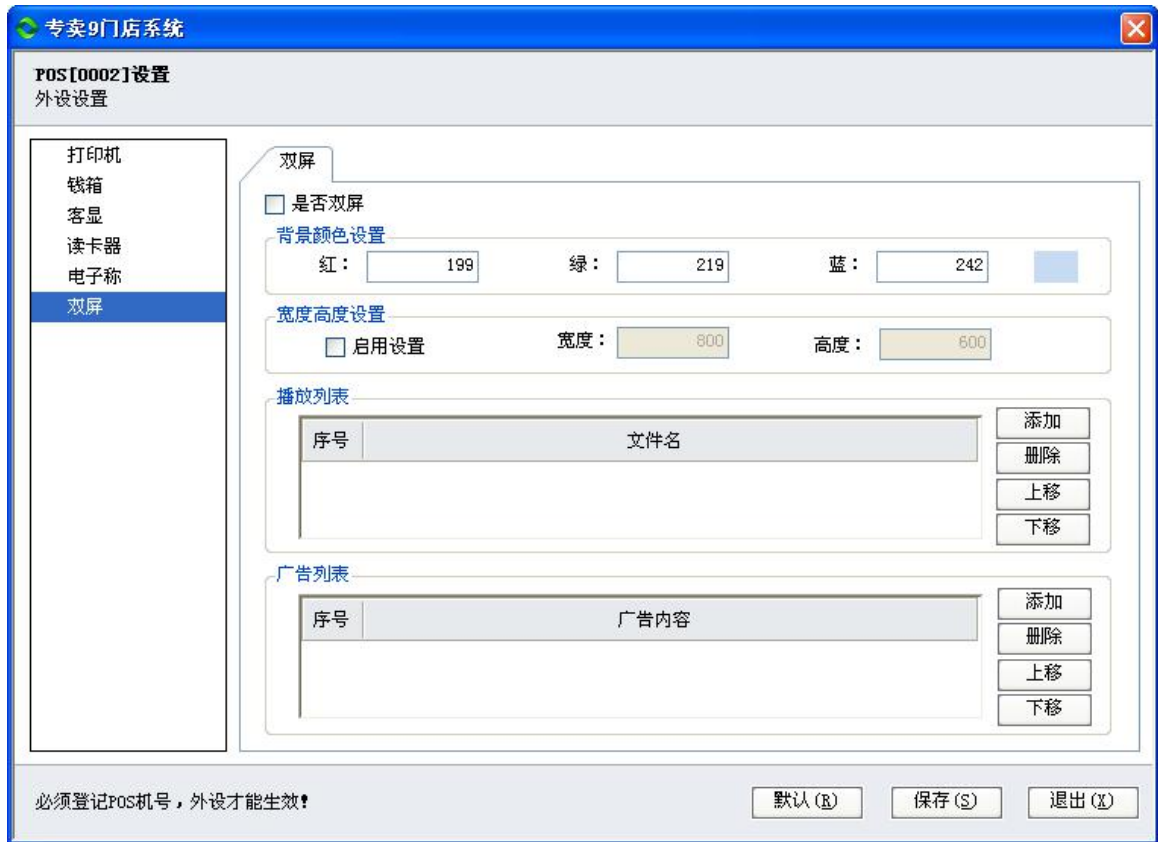 专卖9门店系统
POS[0002]设置
外设设置
打印机
钱箱
客显
读卡器
电子称
双屏
双屏
是否双屏
背景颜色设置
红： 199 绿： 219 蓝： 242
宽度高度设置
启用设置 宽度： 800 高度： 600
播放列表
序号 文件名
添加
删除
上移
下移
广告列表
序号 广告内容
添加
删除
上移
下移
必须登记POS机号，外设才能生效！
默认(R) 保存(S) 退出(X)